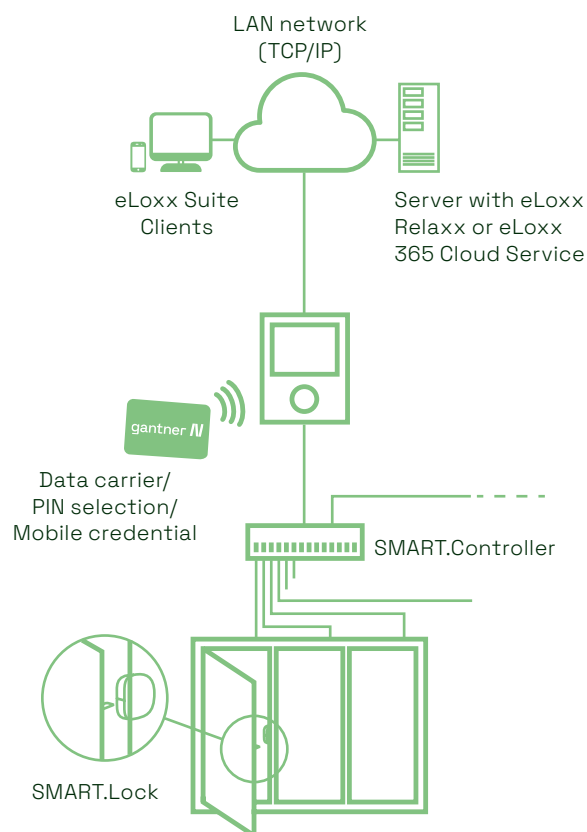 LAN network
(TCP/IP)
eLoxx Suite
Clients
Server with eLoxx
Relaxx or eLoxx
365 Cloud Service
gantner
Data carrier/
PIN selection/
Mobile credential
SMART.Controller
SMART.Lock